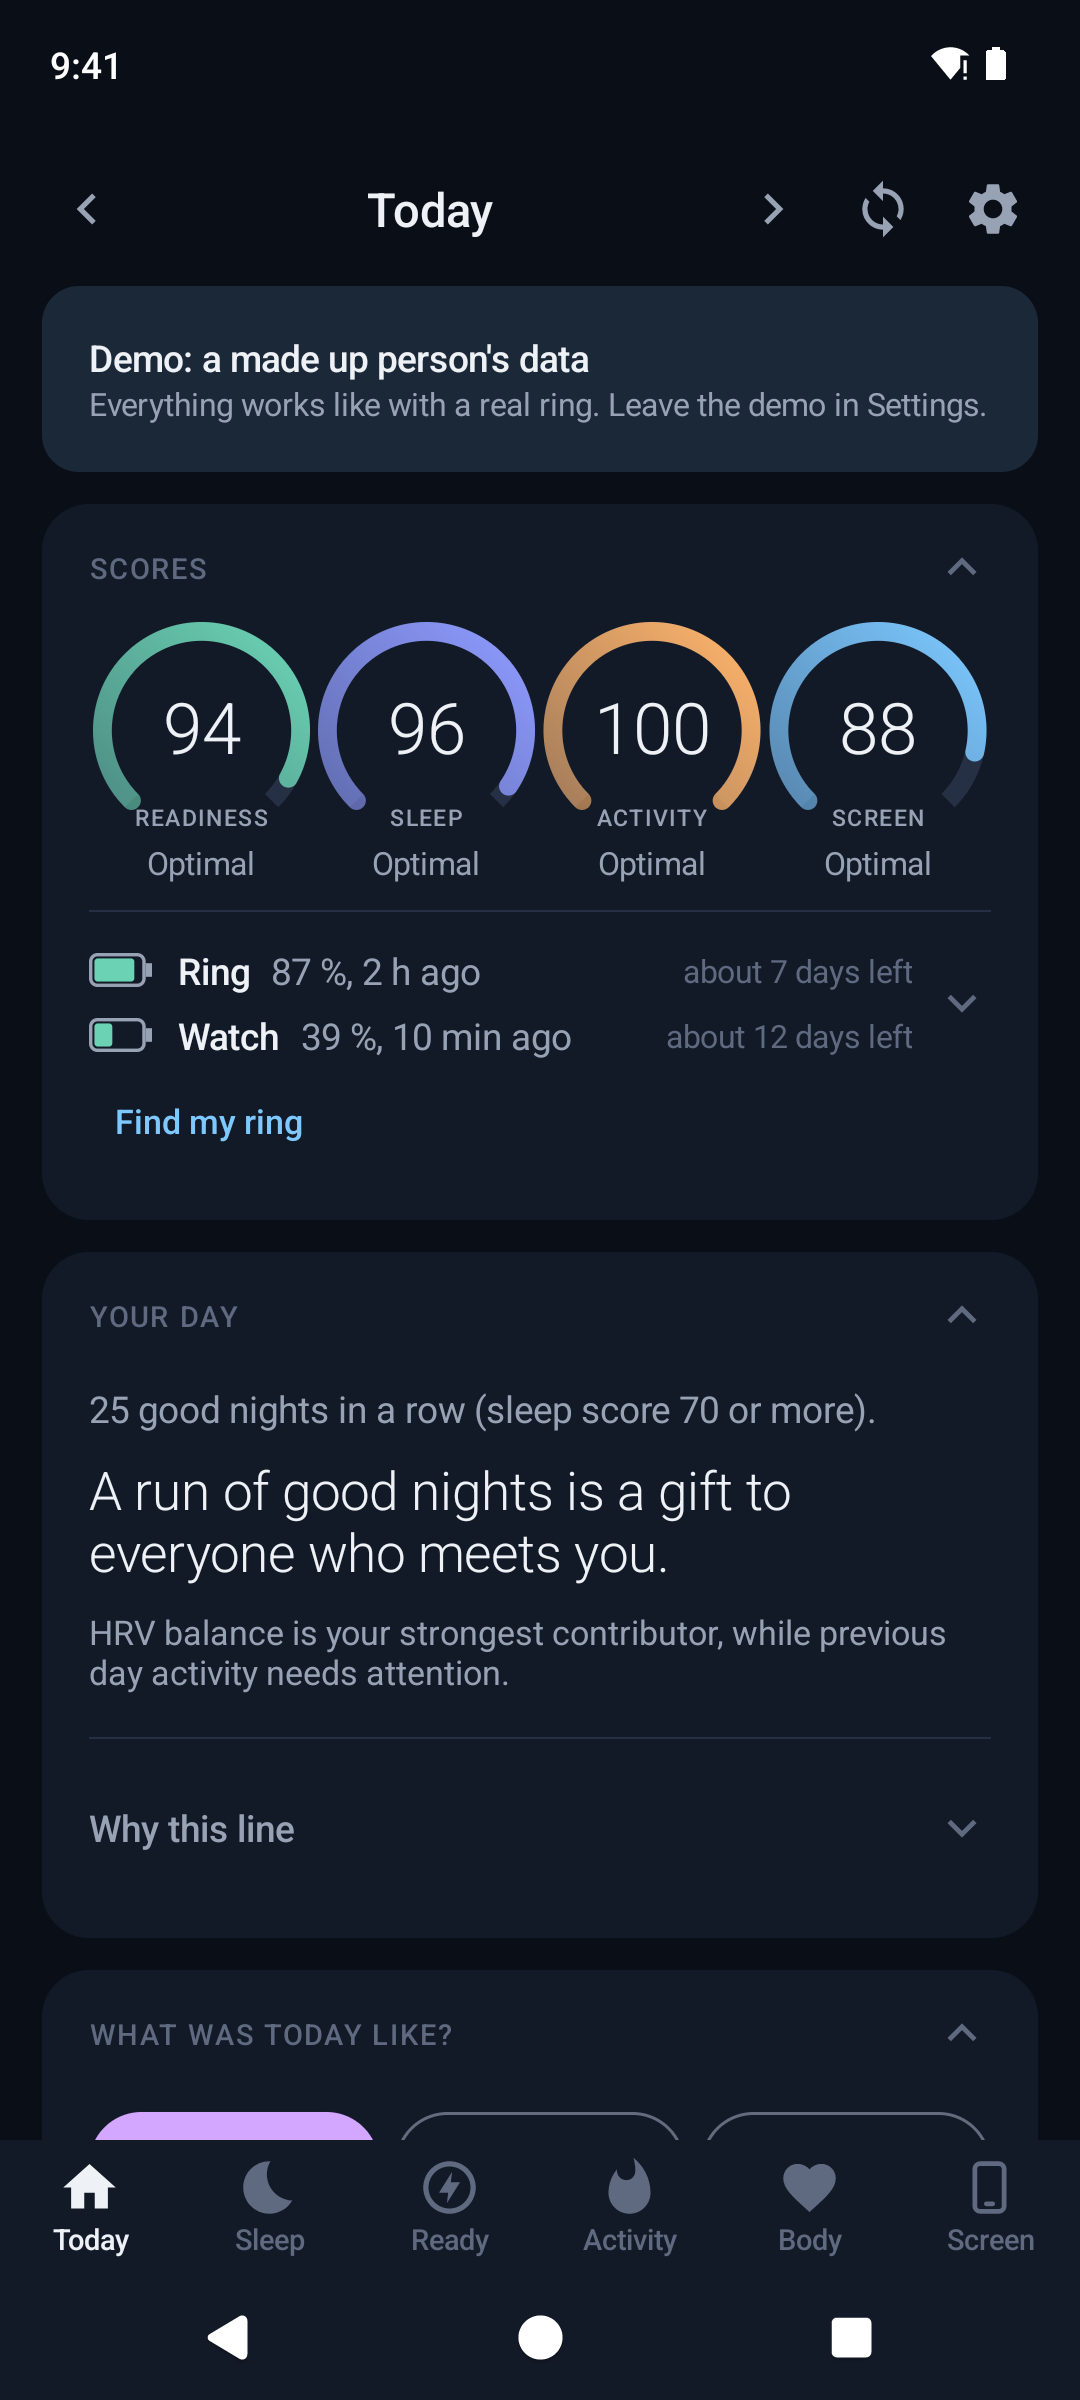 9:41
Today
Demo: a made up person's data
Everything works like with a real ring. Leave the demo in Settings.
SCORES
94 96 100 88
READINESS SLEEP ACTIVITY SCREEN
Optimal Optimal Optimal Optimal
Ring 87 %, 2 h ago about 7 days left
Watch 39 %, 10 min ago about 12 days left
Find my ring
YOUR DAY
25 good nights in a row (sleep score 70 or more).
A run of good nights is a gift to
everyone who meets you.
HRV balance is your strongest contributor, while previous
day activity needs attention.
Why this line
WHAT WAS TODAY LIKE?
Today Sleep Ready Activity Body Screen